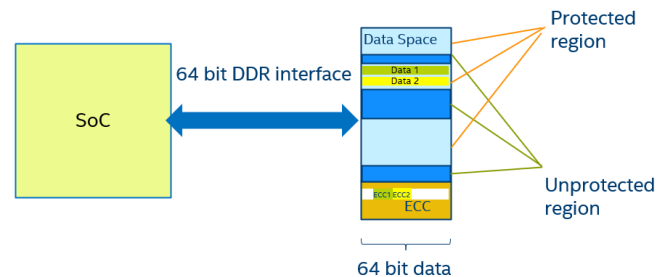 Protected
region
Data Space
64 bit DDR interface
Data 1
Data 2
SoC
Unprotected
region
ECC1 ECC2
ECC
64 bit data